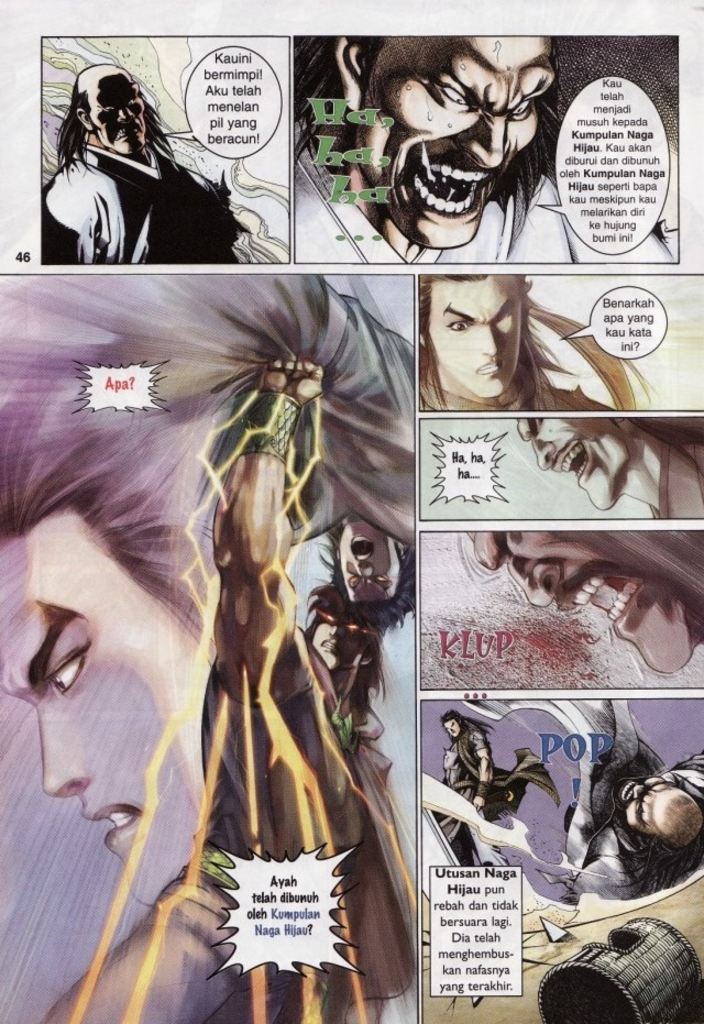 Kauini
bermimpi!
Aku telah
menelan
pil yang
beracun!
Ha,
ha,
ha
...
Kau
telah
menjadi
musuh kepada
Kumpulan Naga
Hijau. Kau akan
diburui dan dibunuh
oleh Kumpulan Naga
Hijau seperti bapa
kau meskipun kau
melarikan diri
ke hujung
bumi ini!
46
Apa?
Benarkah
apa yang
kau kata
ini?
Ha, ha,
ha....
KLUP
...
Ayah
telah dibunuh
oleh Kumpulan
Naga Hijau?
POP
!
Utusan Naga
Hijau pun
rebah dan tidak
bersuara lagi.
Dia telah
menghembus-
kan nafasnya
yang terakhir.